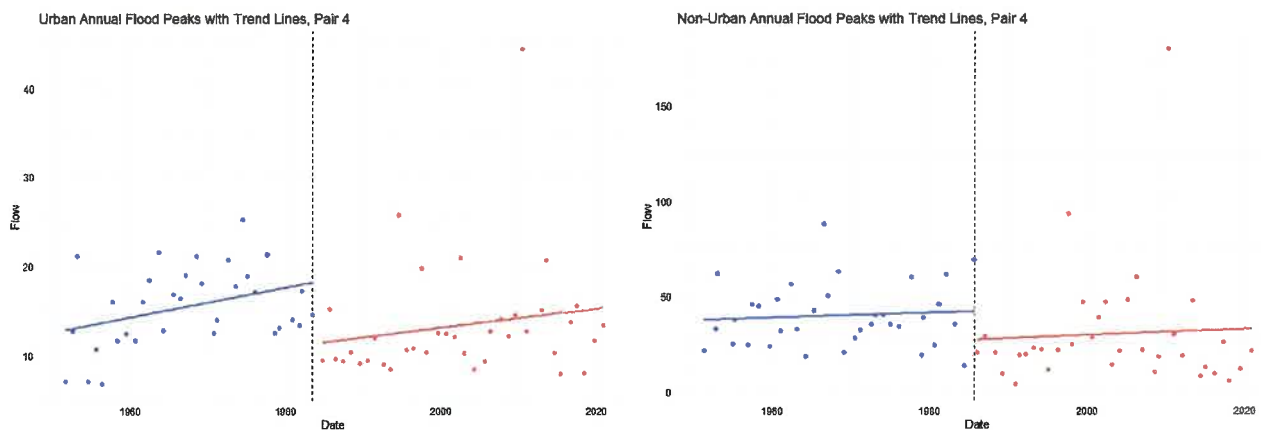 Urban Annual Flood Peaks with Trend Lines, Pair 4
40
30
20
10
Flow
1960
1980
2000
2020
Date
Non-Urban Annual Flood Peaks with Trend Lines, Pair 4
150
100
50
0
Flow
1960
1980
2000
2020
Date